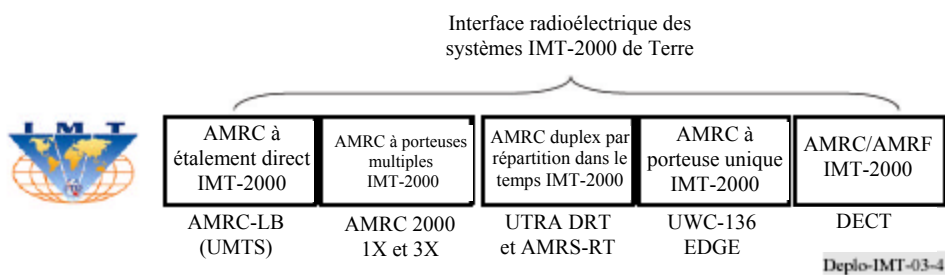 Interface radioélectrique des
systèmes IMT-2000 de Terre
I M T
AMRC à
étalement direct
IMT-2000
AMRC à porteuses
multiples
IMT-2000
AMRC duplex par
répartition dans le
temps IMT-2000
AMRC à
porteuse unique
IMT-2000
AMRC/AMRF
IMT-2000
AMRC-LB
(UMTS)
AMRC 2000
1X et 3X
UTRA DRT
et AMRS-RT
UWC-136
EDGE
DECT
Deplo-IMT-03-4